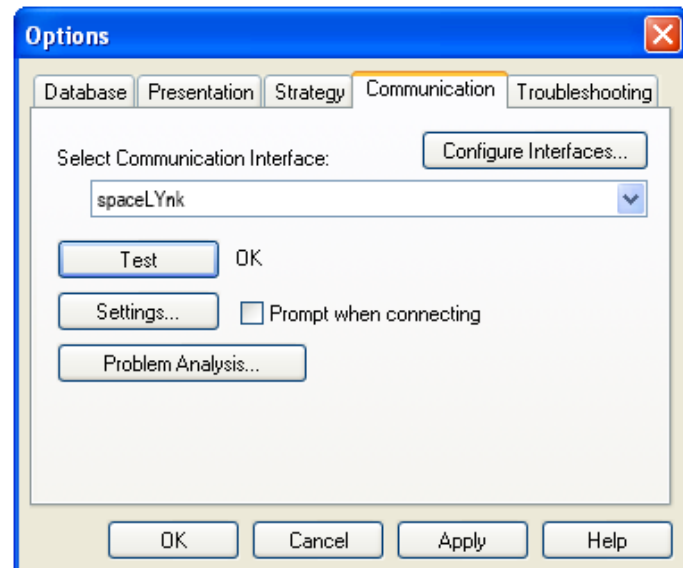 Options
Database Presentation Strategy Communication Troubleshooting
Select Communication Interface: Configure Interfaces...
spaceLYnk
Test OK
Settings... Prompt when connecting
Problem Analysis...
OK Cancel Apply Help